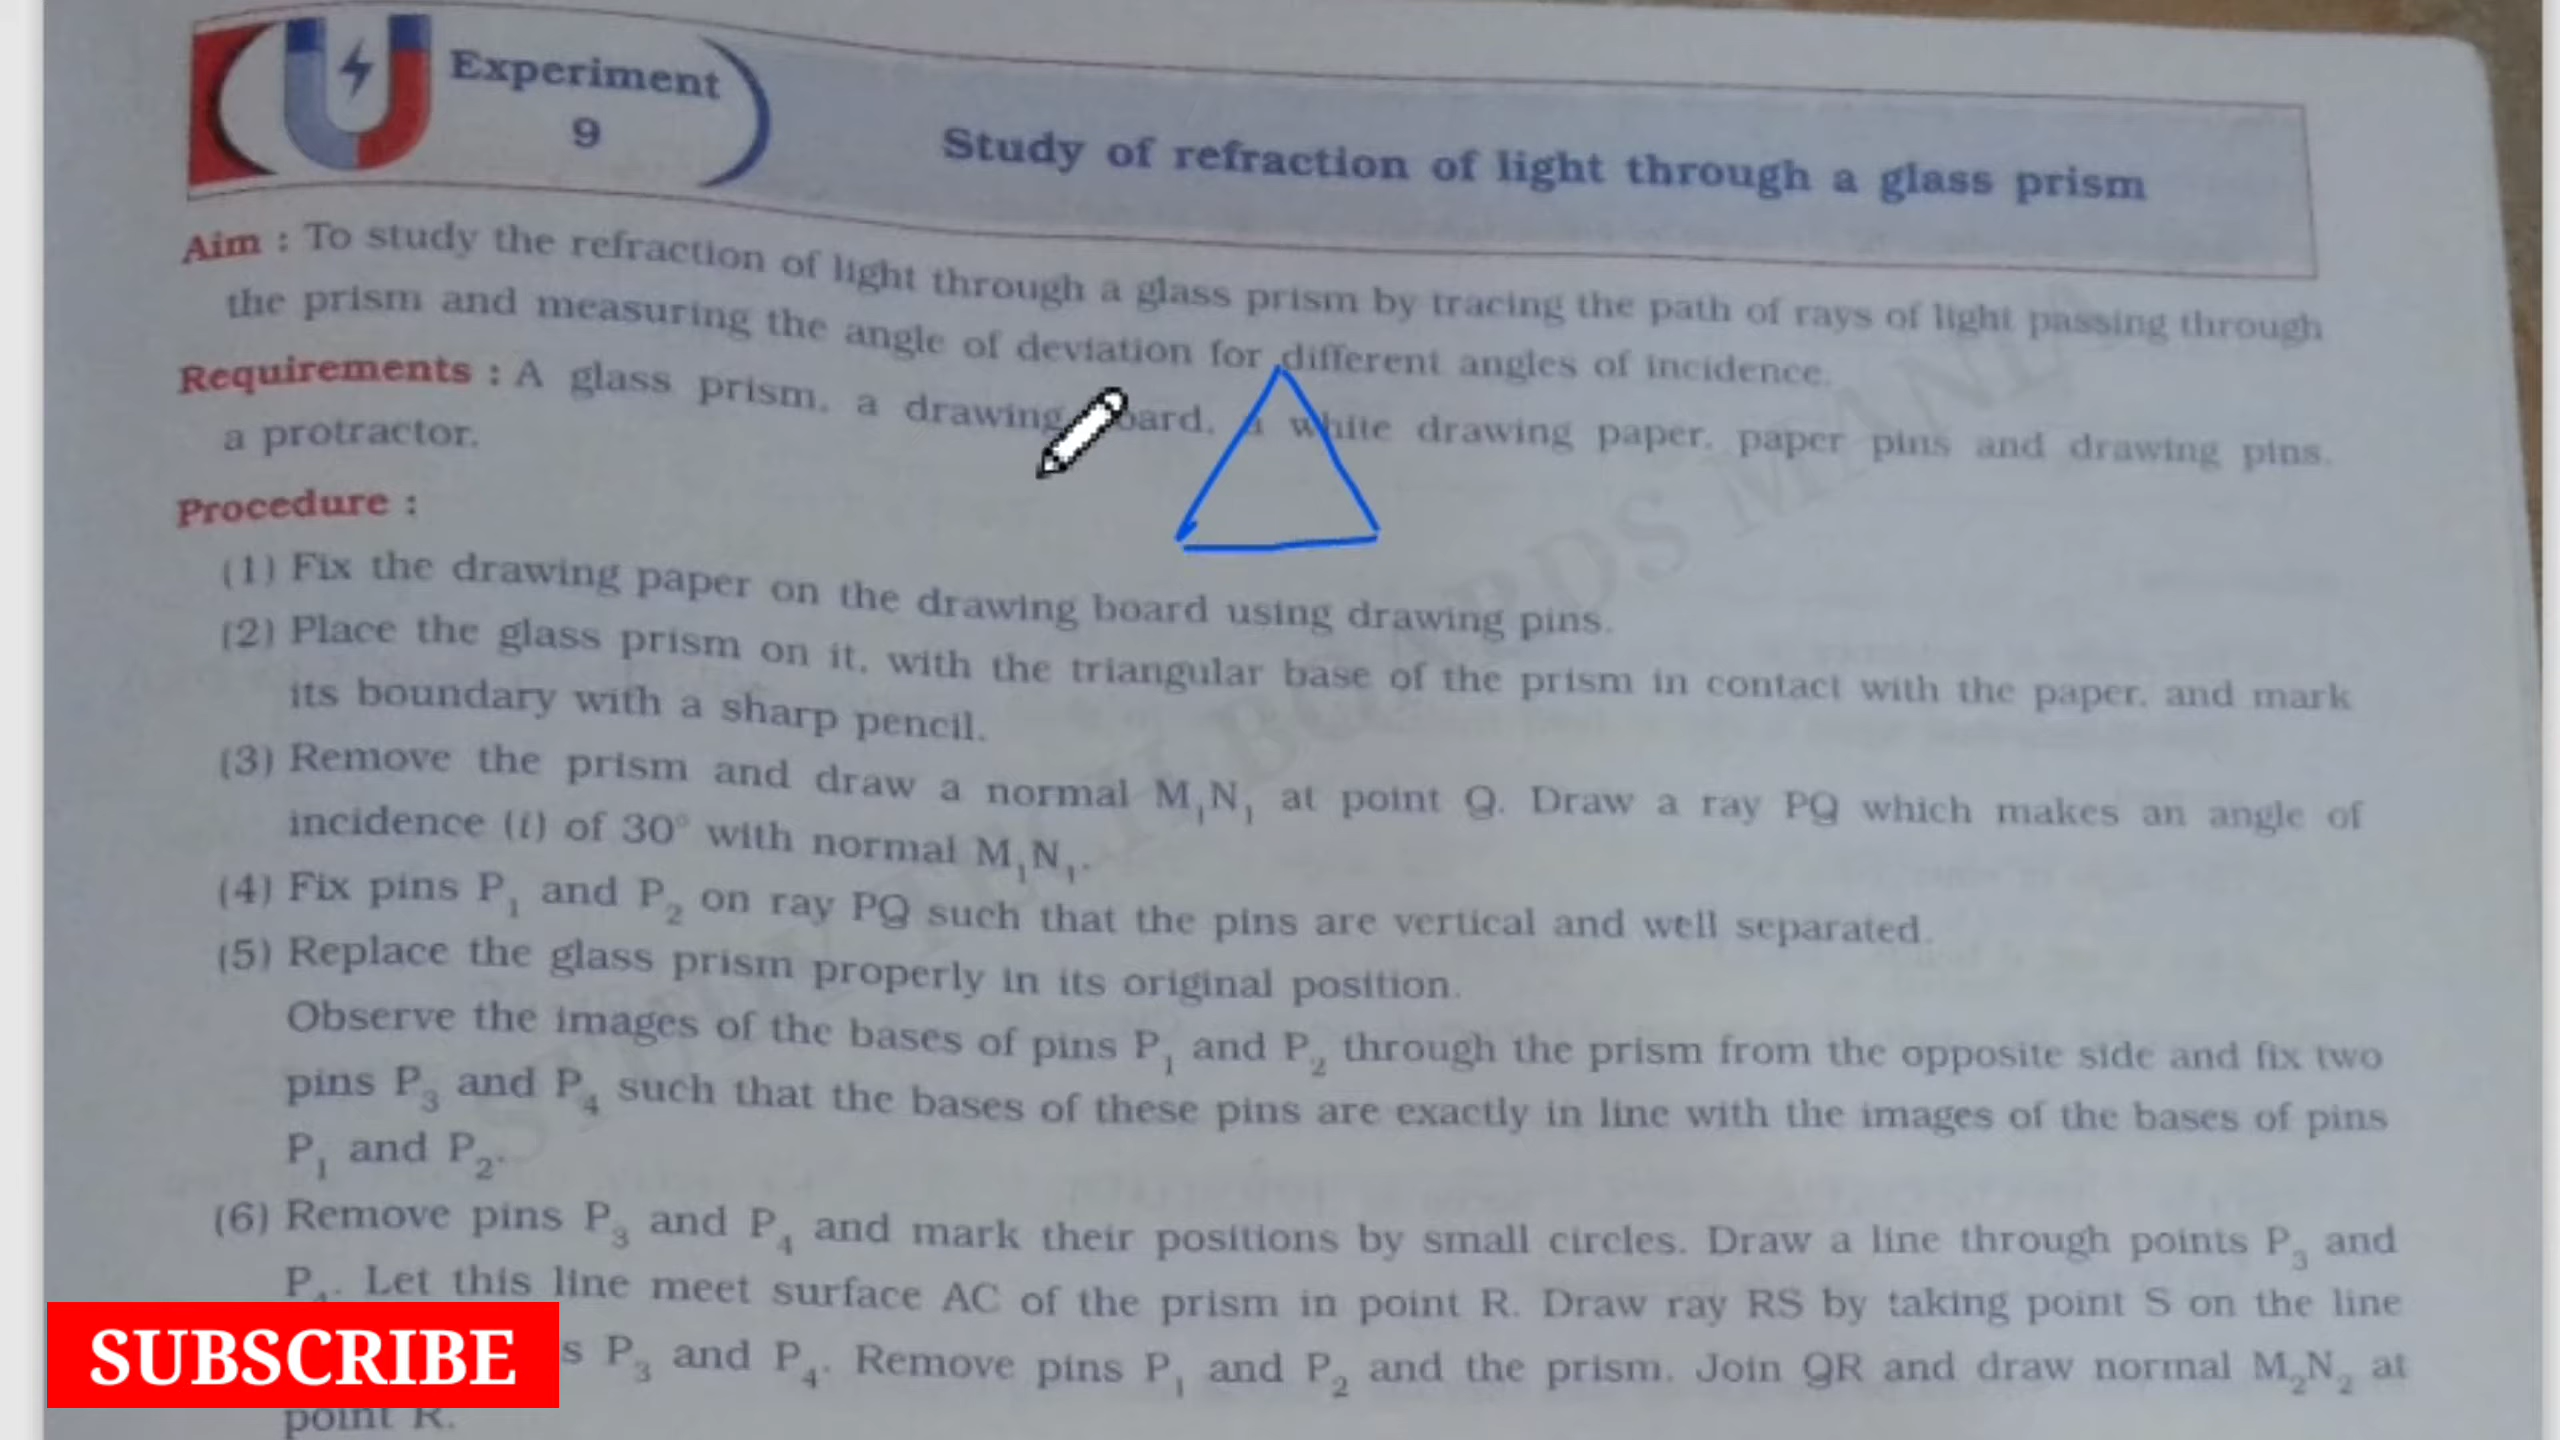 Experiment
9
Study of refraction of light through a glass prism
Aim : To study the refraction of light through a glass prism by tracing the path of rays of light passing through
the prism and measuring the angle of deviation for different angles of incidence.
Requirements : A glass prism, a drawing board, a white drawing paper, paper pins and drawing pins,
a protractor.
Procedure :
(1) Fix the drawing paper on the drawing board using drawing pins.
(2) Place the glass prism on it, with the triangular base of the prism in contact with the paper, and mark
its boundary with a sharp pencil.
(3) Remove the prism and draw a normal M₁N₁ at point Q. Draw a ray PQ which makes an angle of
incidence (i) of 30° with normal M₁N₁.
(4) Fix pins P₁ and P₂ on ray PQ such that the pins are vertical and well separated.
(5) Replace the glass prism properly in its original position.
Observe the images of the bases of pins P₁ and P₂ through the prism from the opposite side and fix two
pins P₃ and P₄ such that the bases of these pins are exactly in line with the images of the bases of pins
P₁ and P₂.
(6) Remove pins P₃ and P₄ and mark their positions by small circles. Draw a line through points P₃ and
P₄. Let this line meet surface AC of the prism in point R. Draw ray RS by taking point S on the line
s P₃ and P₄. Remove pins P₁ and P₂ and the prism. Join QR and draw normal M₂N₂ at
point R.
SUBSCRIBE